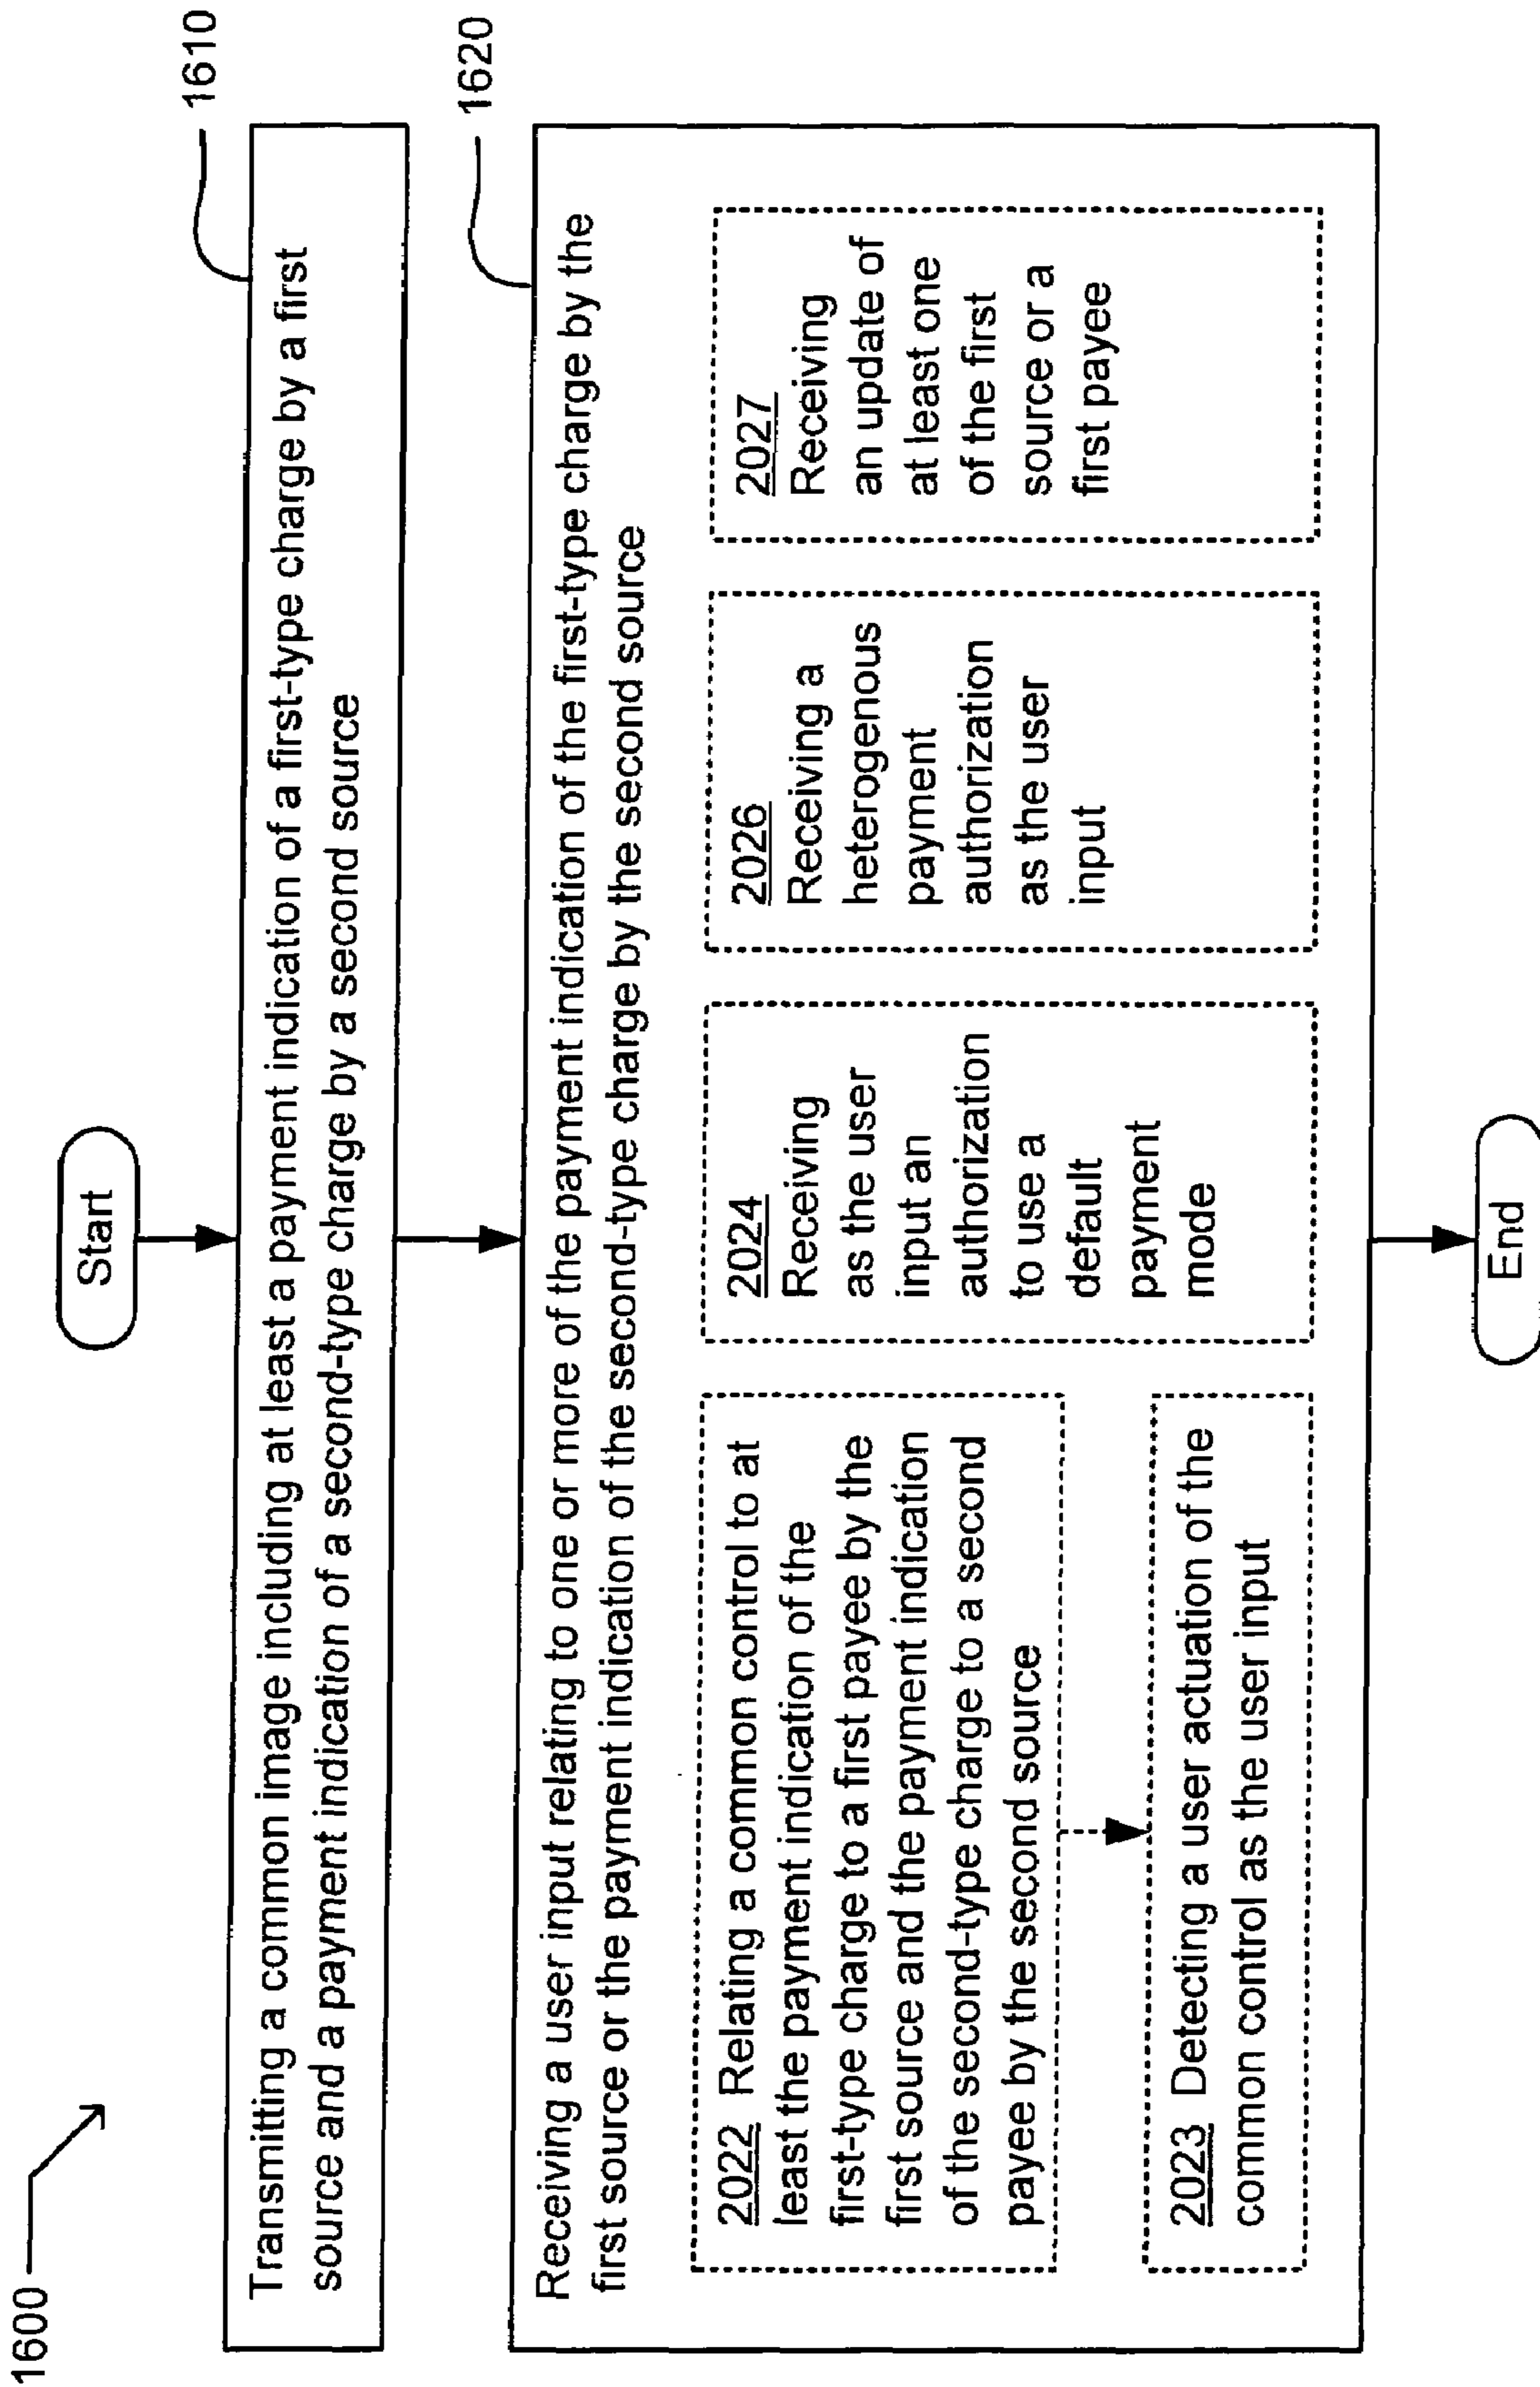 1600
Start
1610
Transmitting a common image including at least a payment indication of a first-type charge by a first
source and a payment indication of a second-type charge by a second source
1620
Receiving a user input relating to one or more of the payment indication of the first-type charge by the
first source or the payment indication of the second-type charge by the second source
2022 Relating a common control to at
least the payment indication of the
first-type charge to a first payee by the
first source and the payment indication
of the second-type charge to a second
payee by the second source
2023 Detecting a user actuation of the
common control as the user input
2024
Receiving
as the user
input an
authorization
to use a
default
payment
mode
2026
Receiving a
heterogenous
payment
authorization
as the user
input
2027
Receiving
an update of
at least one
of the first
source or a
first payee
End